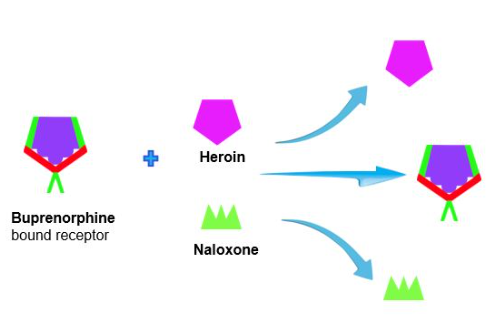 Heroin
Buprenorphine
bound receptor
Naloxone